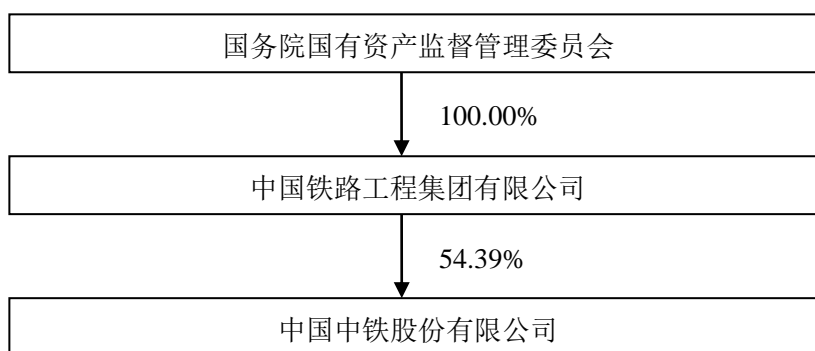 国务院国有资产监督管理委员会
100.00%
中国铁路工程集团有限公司
54.39%
中国中铁股份有限公司